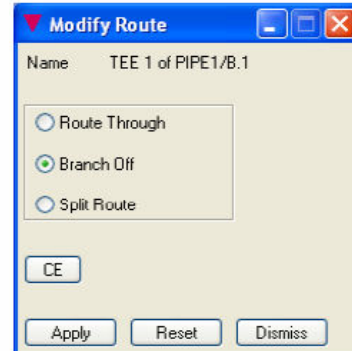 Modify Route
Name TEE 1 of PIPE1/B.1
Route Through
Branch Off
Split Route
CE
Apply Reset Dismiss